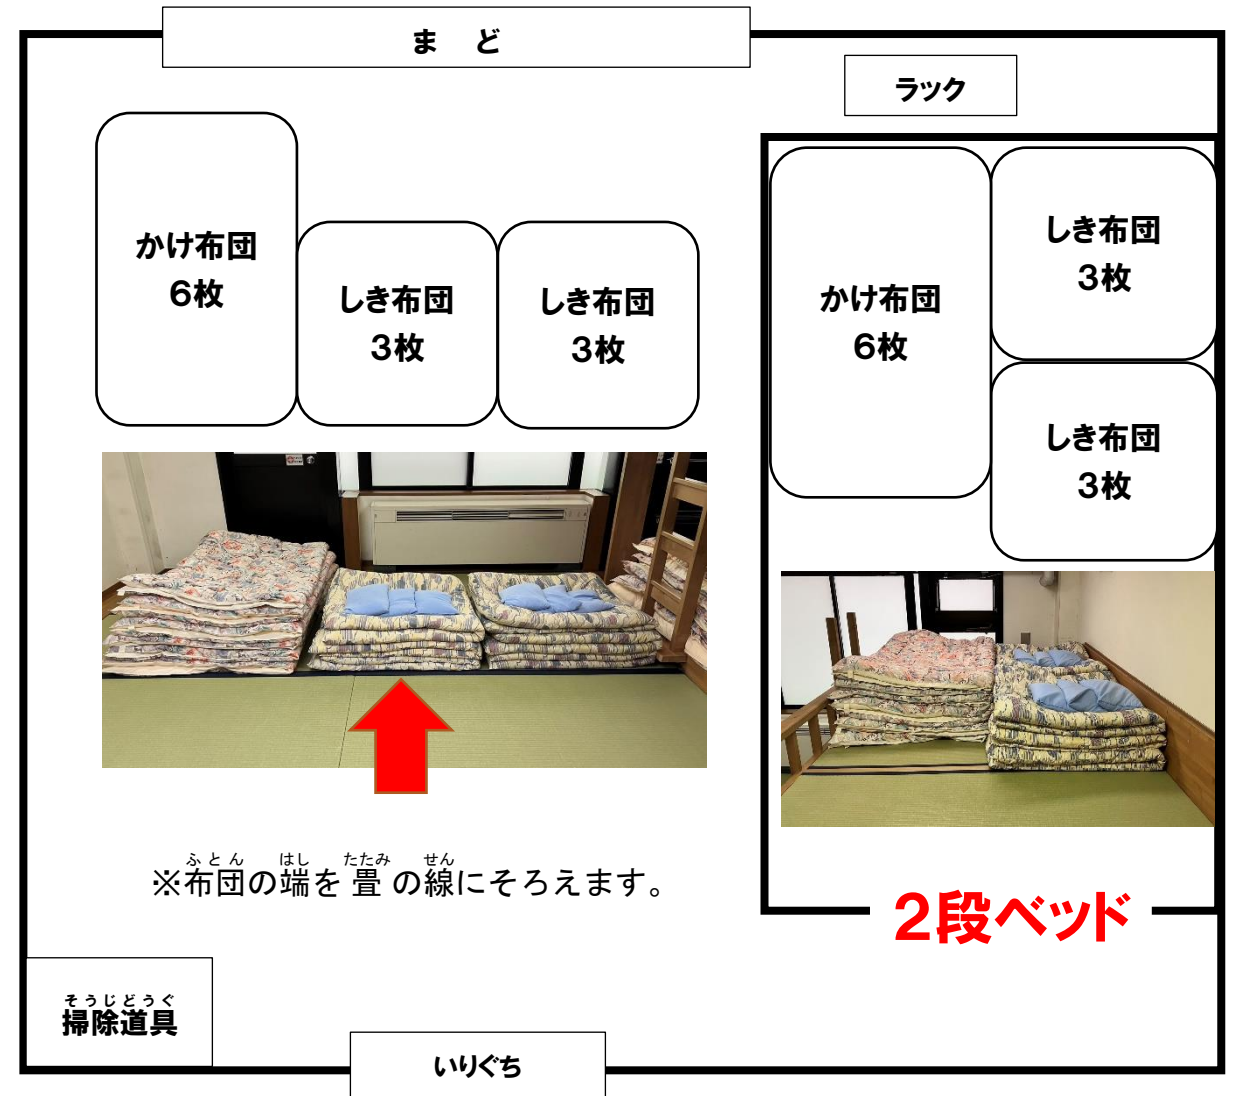 ま ど
ラック
かけ布団
6枚
しき布団
3枚
しき布団
3枚
かけ布団
6枚
しき布団
3枚
しき布団
3枚
ふとん はし たたみ せん
※布団の端を畳の線にそろえます。
2段ベッド
そうじどうぐ
掃除道具
いりぐち